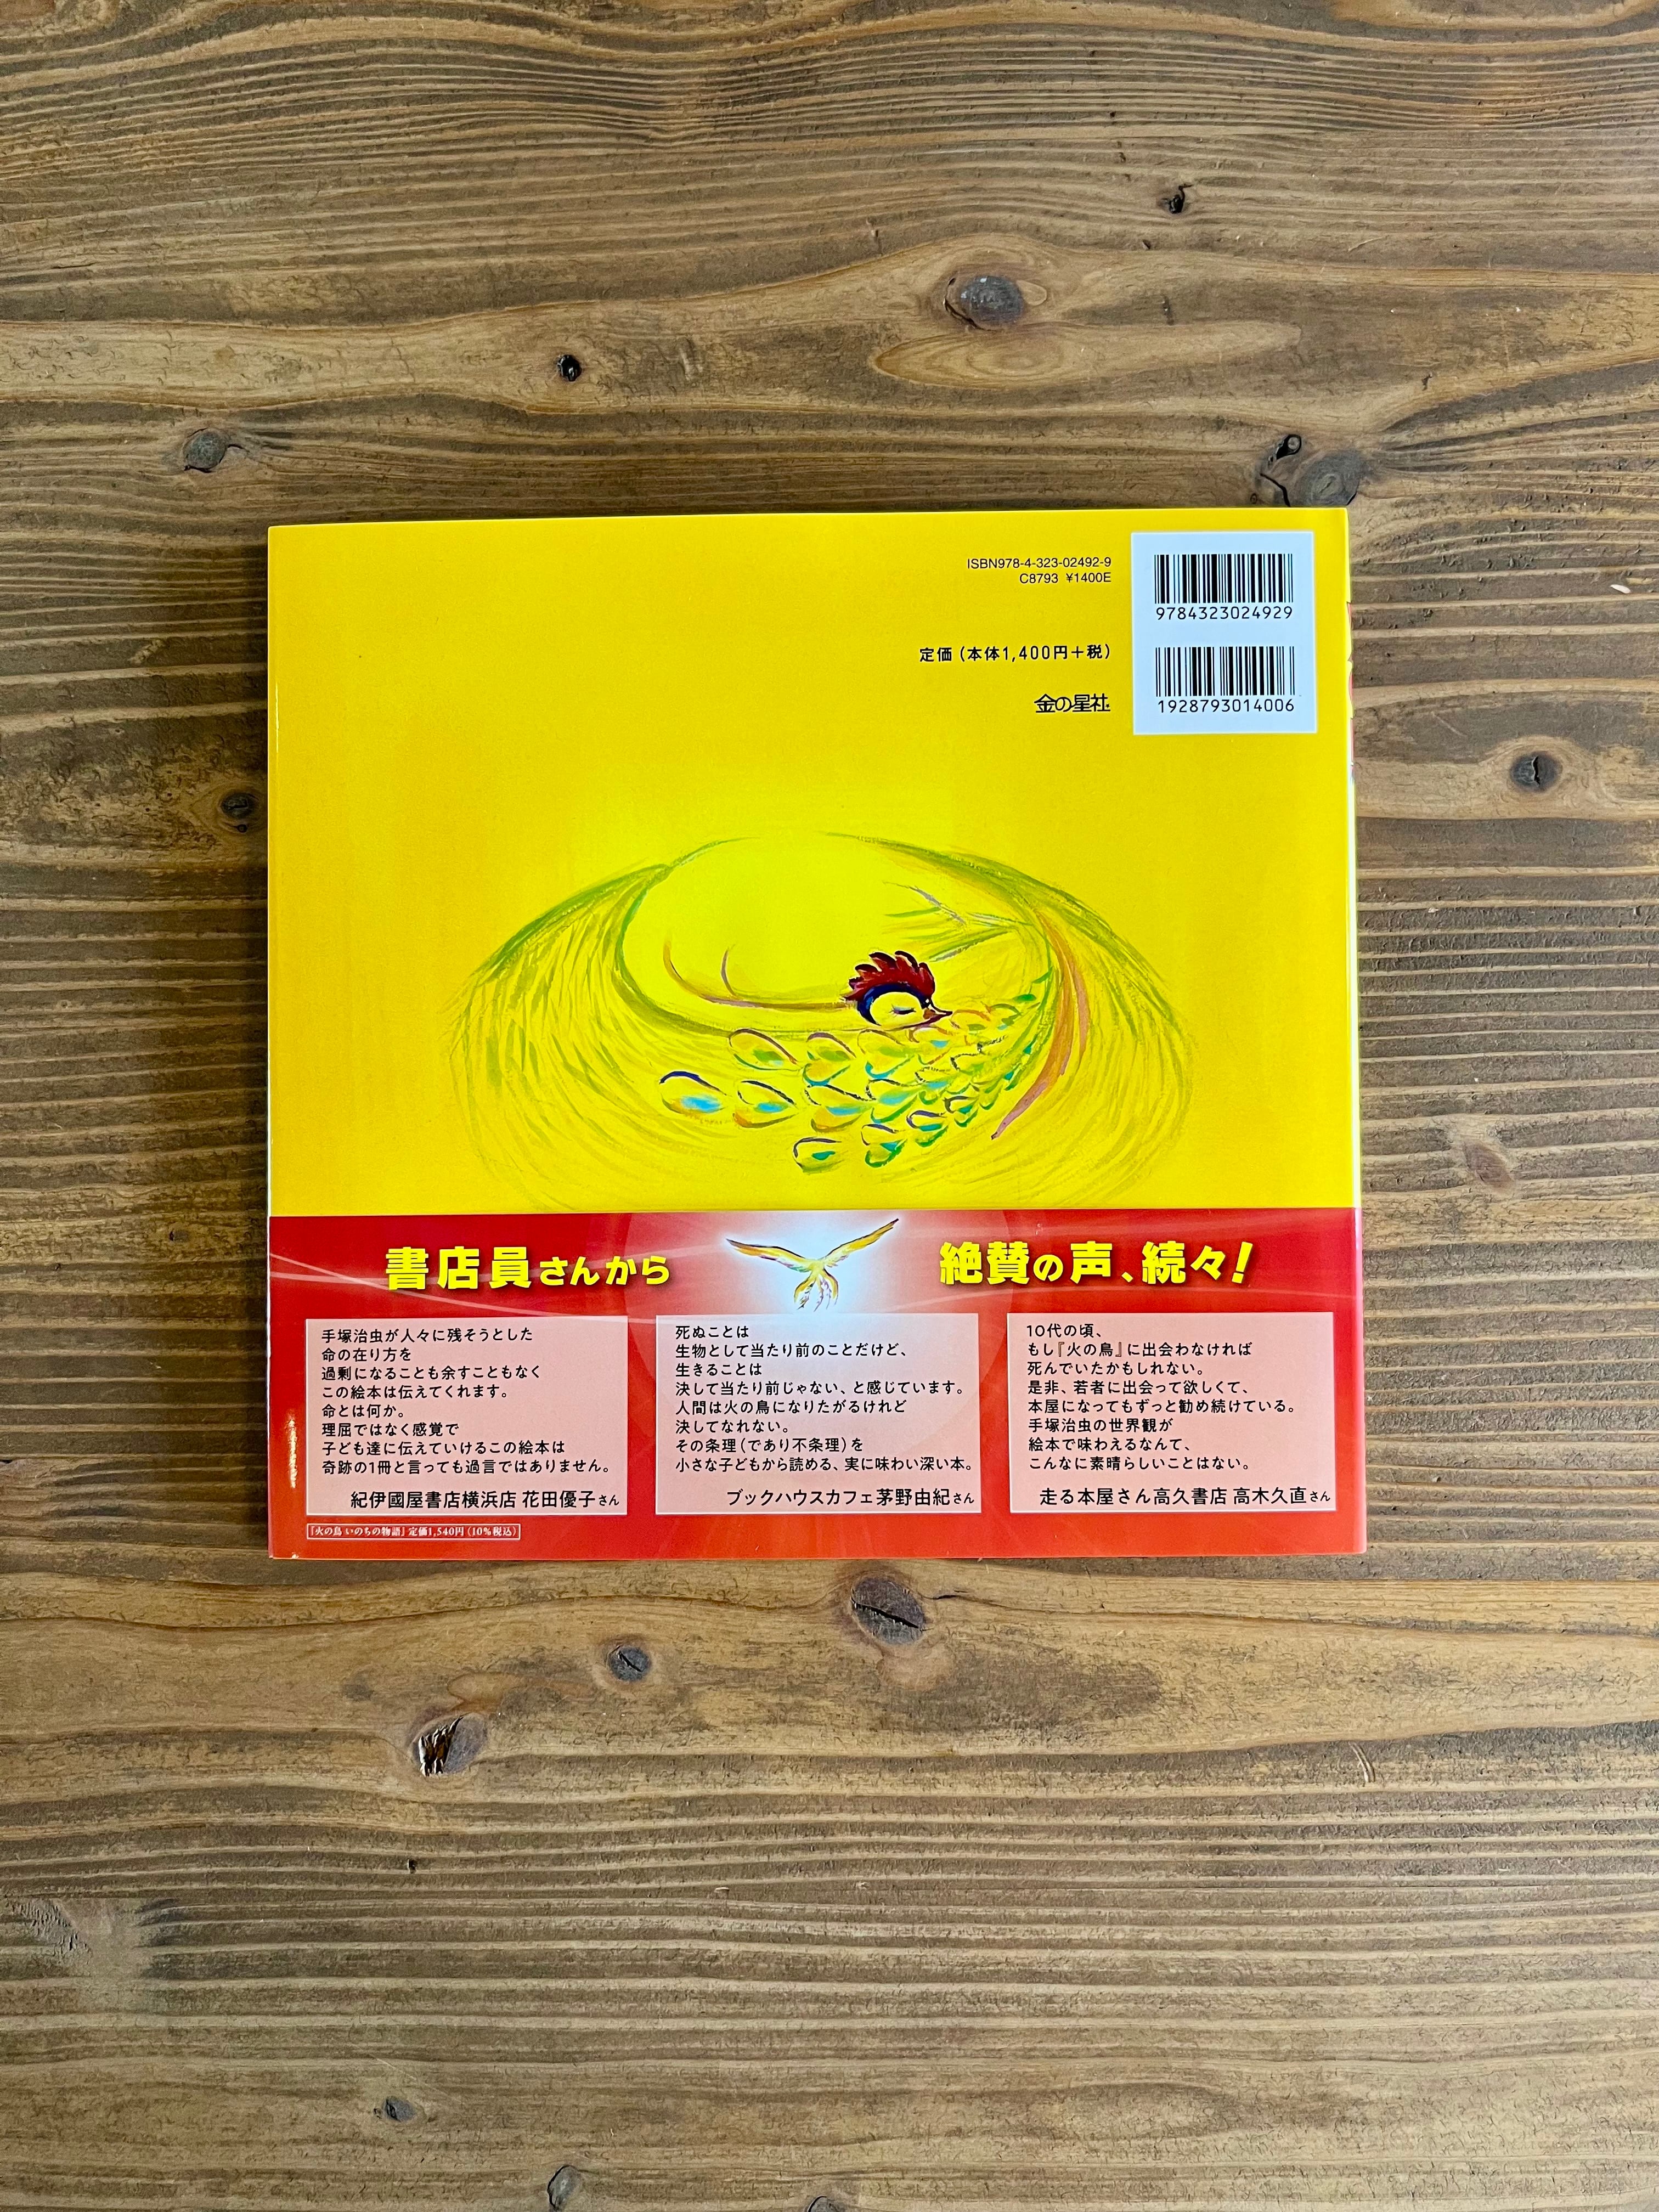 ISBN978-4-323-02492-9
C8793 ¥1400E
9784323024929
定価（本体1,400円＋税）
1928793014006
金の星社
書店員さんから
絶賛の声、続々！
手塚治虫が人々に残そうとした
命の在り方を
過剰になることも余すこともなく
この絵本は伝えてくれます。
命とは何か。
理屈ではなく感覚で
子ども達に伝えていけるこの絵本は
奇跡の1冊と言っても過言ではありません。
紀伊國屋書店横浜店 花田優子さん
死ぬことは
生物として当たり前のことだけど、
生きることは
決して当たり前じゃない、と感じています。
人間は火の鳥になりたがるけれど
決してなれない。
その条理（であり不条理）を
小さな子どもから読める、実に味わい深い本。
ブックハウスカフェ茅野由紀さん
10代の頃、
もし『火の鳥』に出会わなければ
死んでいたかもしれない。
是非、若者に出会って欲しくて、
本屋になってもずっと勧め続けている。
手塚治虫の世界観が
絵本で味わえるなんて、
こんなに素晴らしいことはない。
走る本屋さん高久書店 高木久直さん
『火の鳥 いのちの物語』定価1,540円（10%税込）